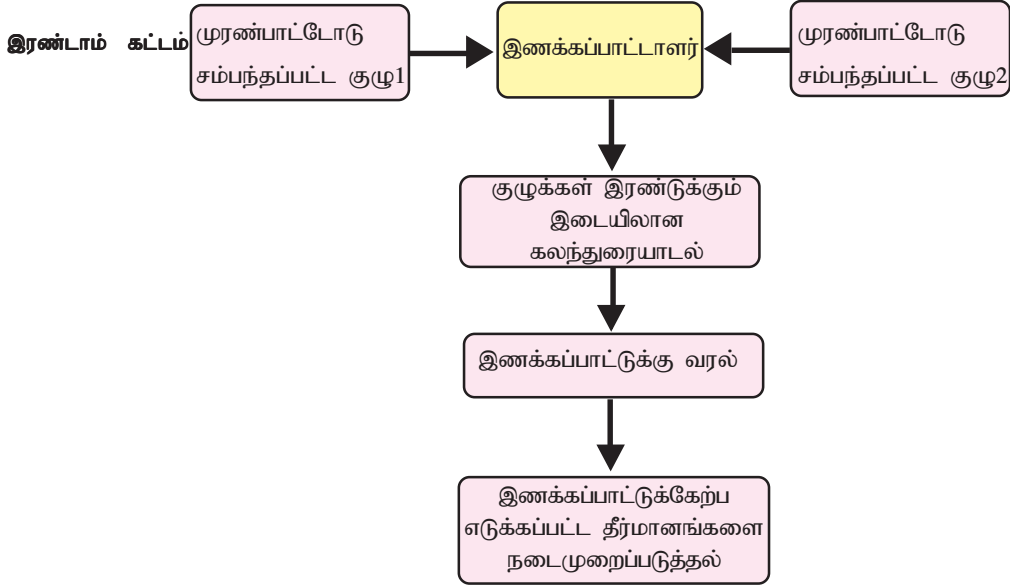 இரண்டாம் கட்டம்
முரண்பாட்டோடு
சம்பந்தப்பட்ட குழு1
இணக்கப்பாட்டாளர்
முரண்பாட்டோடு
சம்பந்தப்பட்ட குழு2
குழுக்கள் இரண்டுக்கும்
இடையிலான
கலந்துரையாடல்
இணக்கப்பாட்டுக்கு வரல்
இணக்கப்பாட்டுக்கேற்ப
எடுக்கப்பட்ட தீர்மானங்களை
நடைமுறைப்படுத்தல்